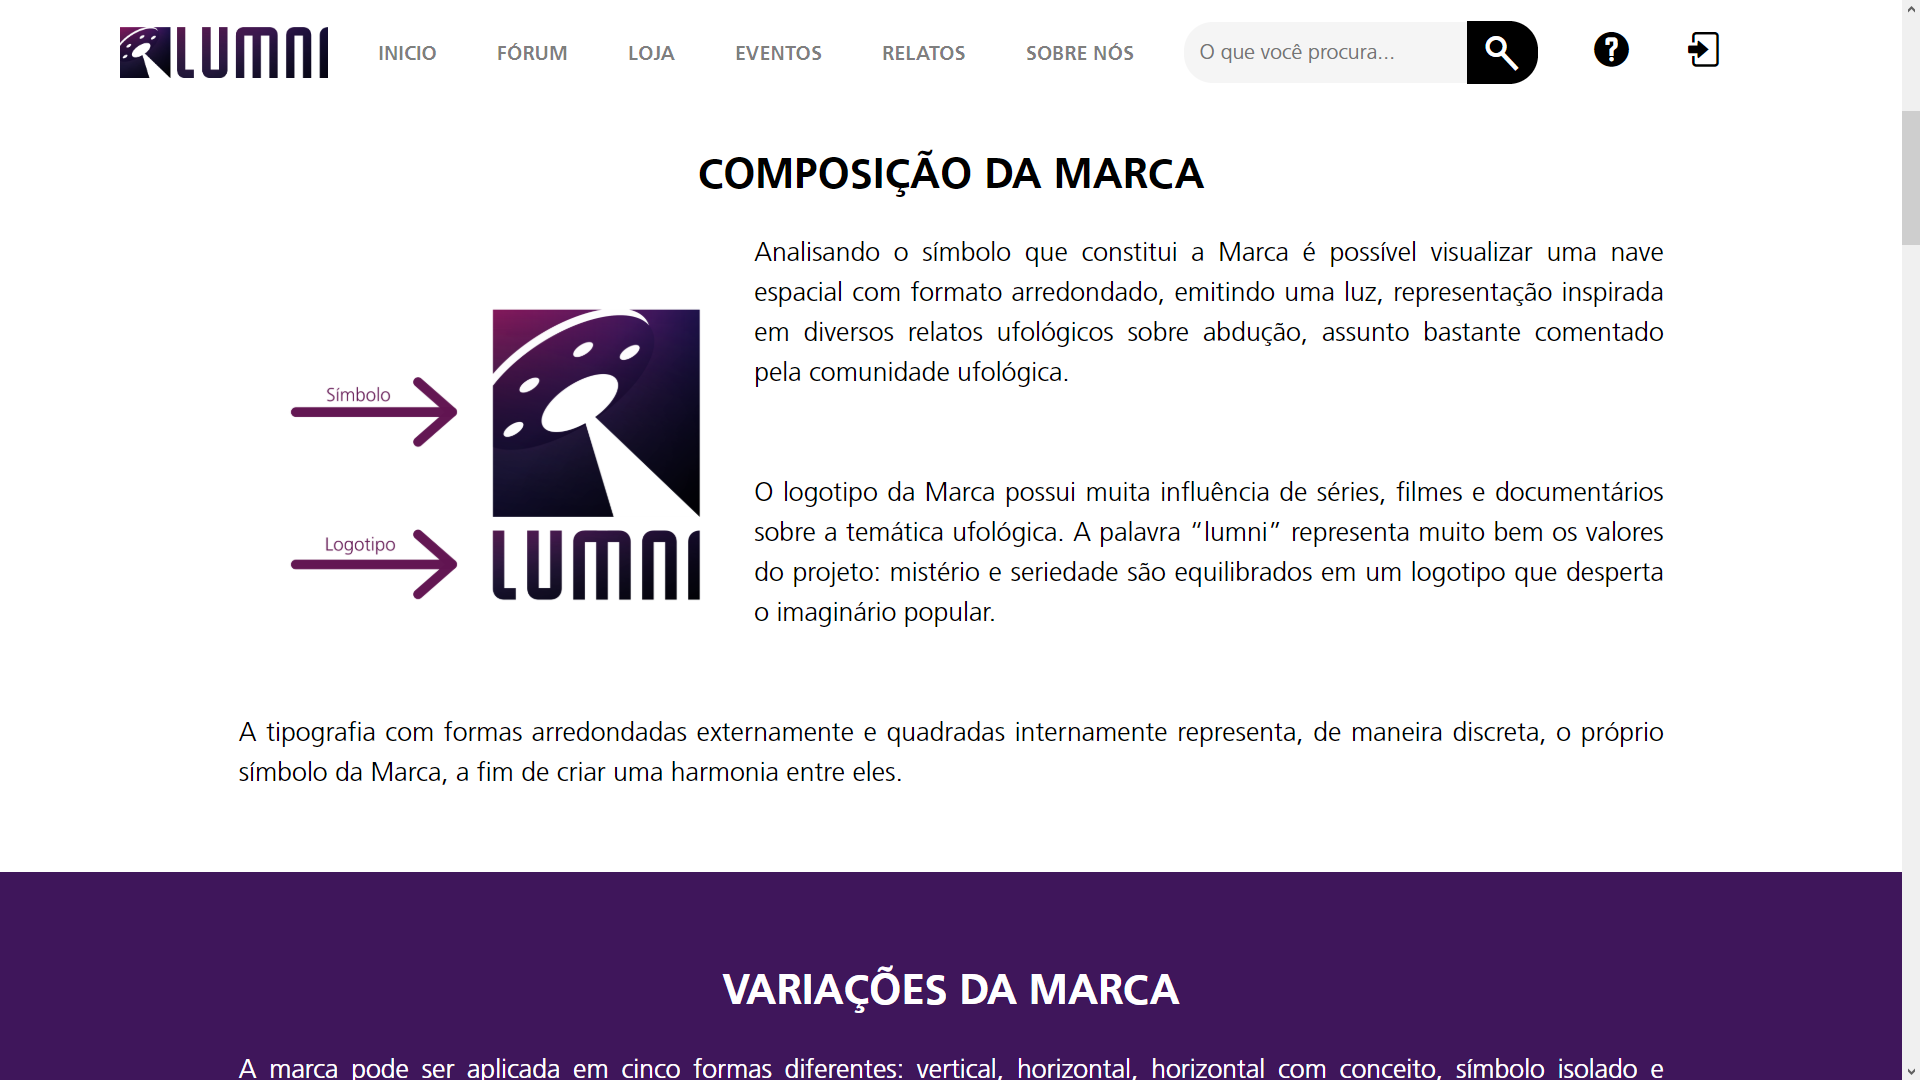 LUMNI
INICIO
FÓRUM
LOJA
EVENTOS
RELATOS
SOBRE NÓS
O que você procura...
COMPOSIÇÃO DA MARCA
Analisando o símbolo que constitui a Marca é possível visualizar uma nave
espacial com formato arredondado, emitindo uma luz, representação inspirada
em diversos relatos ufológicos sobre abdução, assunto bastante comentado
pela comunidade ufológica.
Símbolo
Logotipo
LUMNI
O logotipo da Marca possui muita influência de séries, filmes e documentários
sobre a temática ufológica. A palavra “lumni” representa muito bem os valores
do projeto: mistério e seriedade são equilibrados em um logotipo que desperta
o imaginário popular.
A tipografia com formas arredondadas externamente e quadradas internamente representa, de maneira discreta, o próprio
símbolo da Marca, a fim de criar uma harmonia entre eles.
VARIAÇÕES DA MARCA
A marca pode ser aplicada em cinco formas diferentes: vertical, horizontal, horizontal com conceito, símbolo isolado e